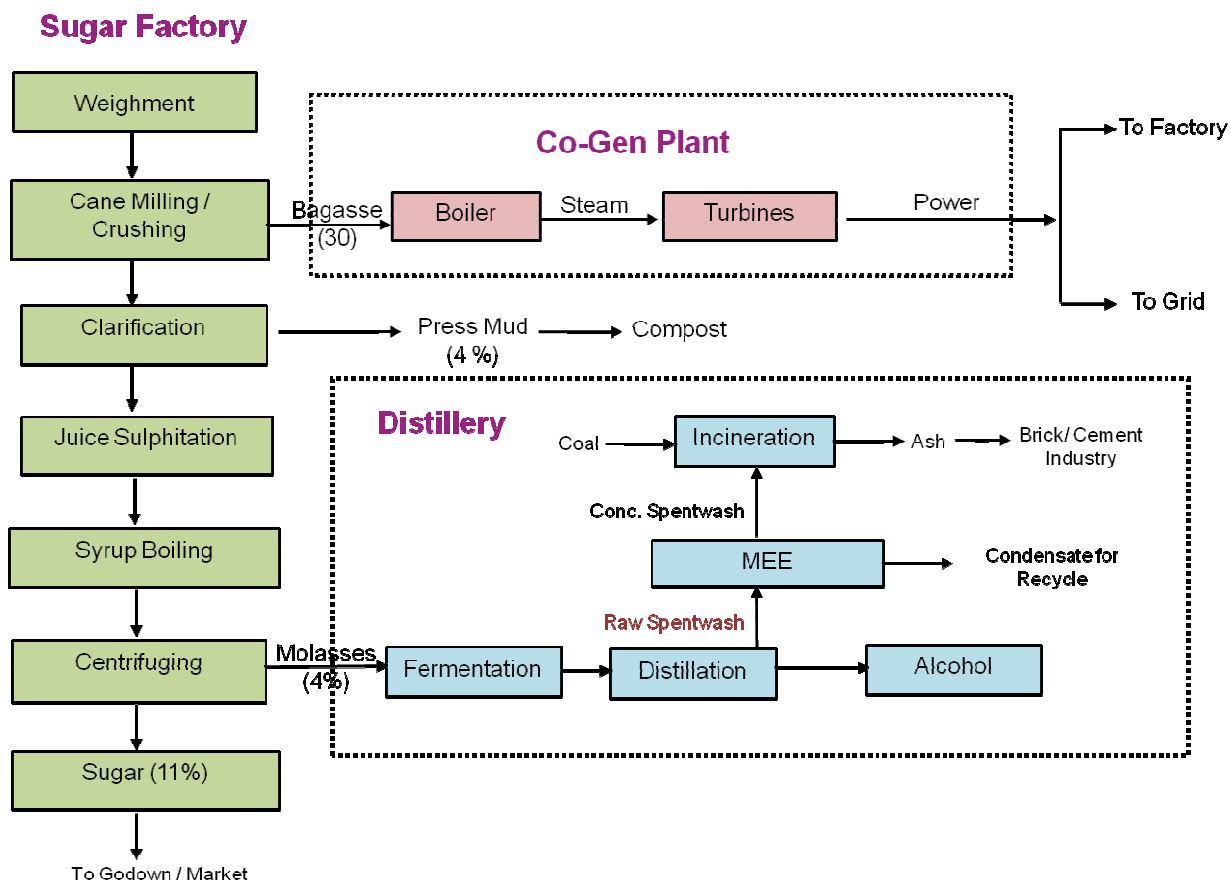 Sugar Factory
Weighment
Cane Milling /
Crushing
Bagasse
(30)
Co-Gen Plant
Boiler
Steam
Turbines
Power
To Factory
To Grid
Clarification
Press Mud
(4 %)
Compost
Juice Sulphitation
Syrup Boiling
Centrifuging
Molasses
(4%)
Sugar (11%)
To Godown / Market
Distillery
Coal
Incineration
Ash
Brick/ Cement
Industry
Conc. Spentwash
MEE
Condensate for
Recycle
Raw Spentwash
Fermentation
Distillation
Alcohol